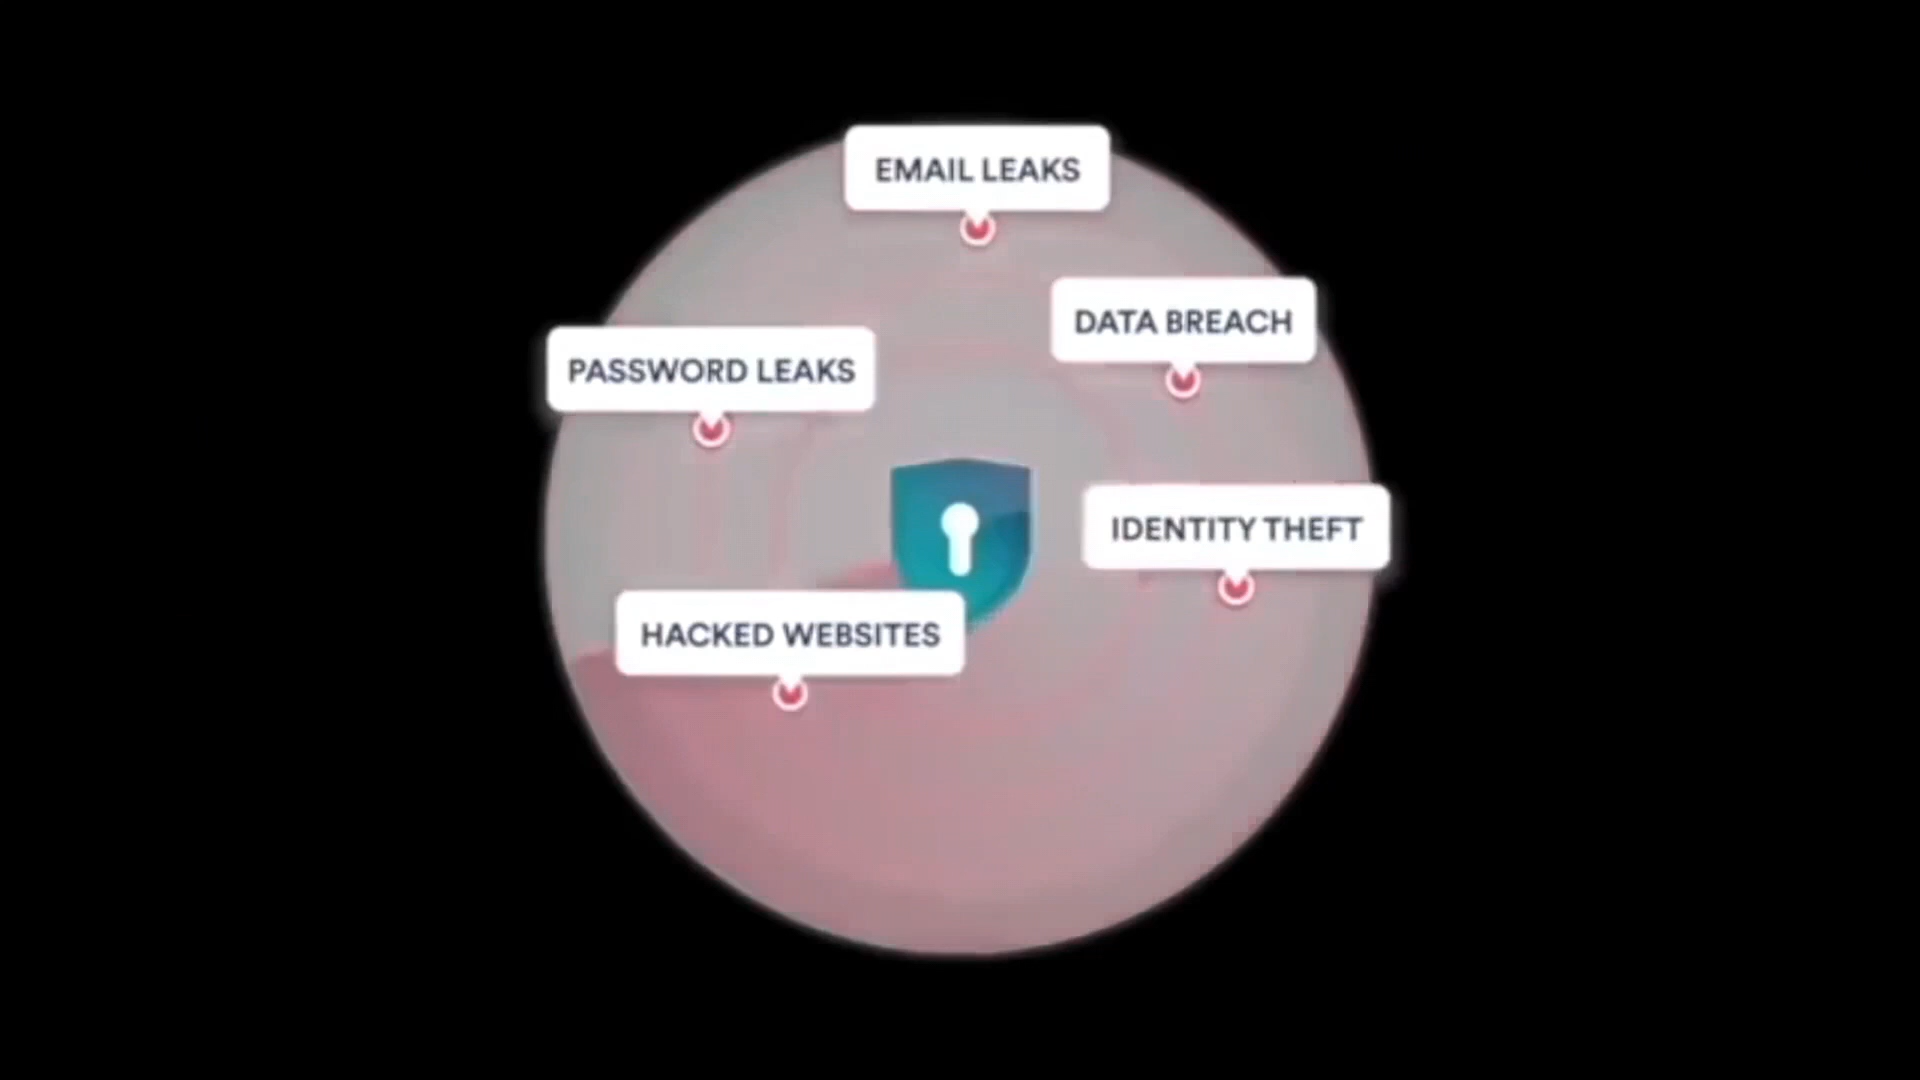 EMAIL LEAKS
DATA BREACH
PASSWORD LEAKS
IDENTITY THEFT
HACKED WEBSITES